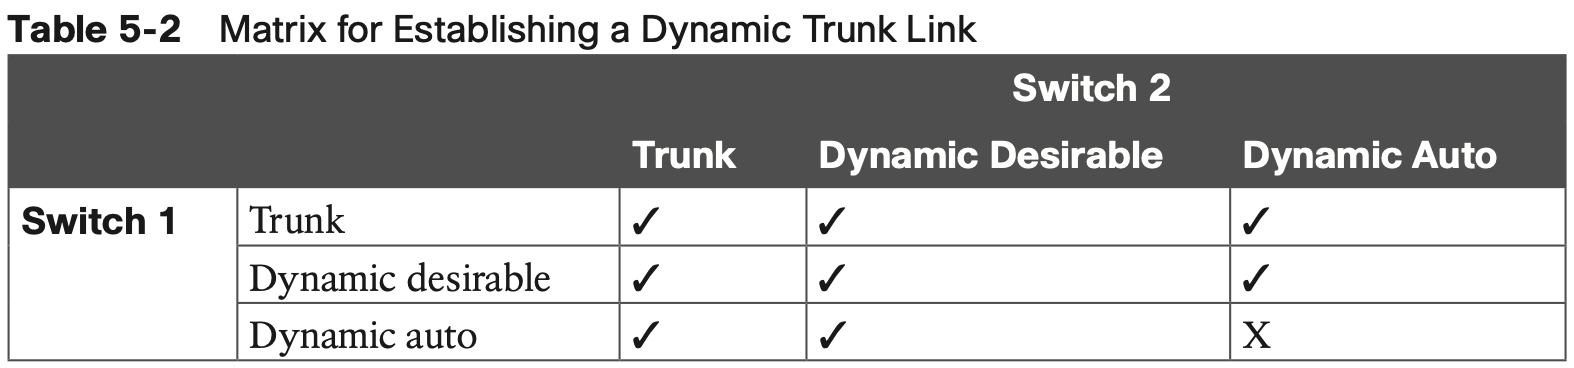 Table 5-2 Matrix for Establishing a Dynamic Trunk Link
Switch 2
Trunk Dynamic Desirable Dynamic Auto
Switch 1 Trunk ✓ ✓ ✓
Dynamic desirable ✓ ✓ ✓
Dynamic auto ✓ ✓ X